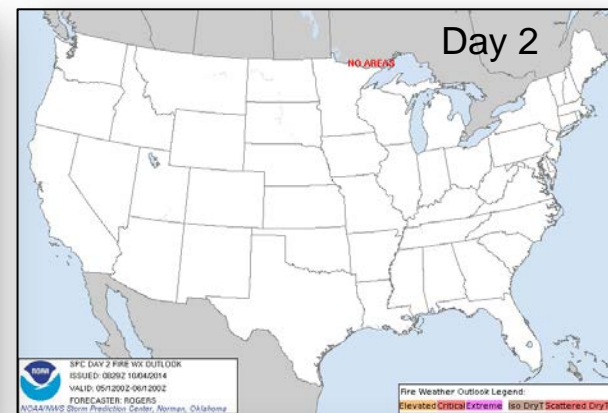 Day 2
NO AREAS
NOAA
SPC DAY 2 FIRE WX OUTLOOK
ISSUED: 0829Z 10/04/2014
VALID: 05/1200Z-06/1200Z
FORECASTER: ROGERS
NOAA/NWS Storm Prediction Center, Norman, Oklahoma
Fire Weather Outlook Legend:
Elevated Critical Extreme Iso DryT Scattered DryT